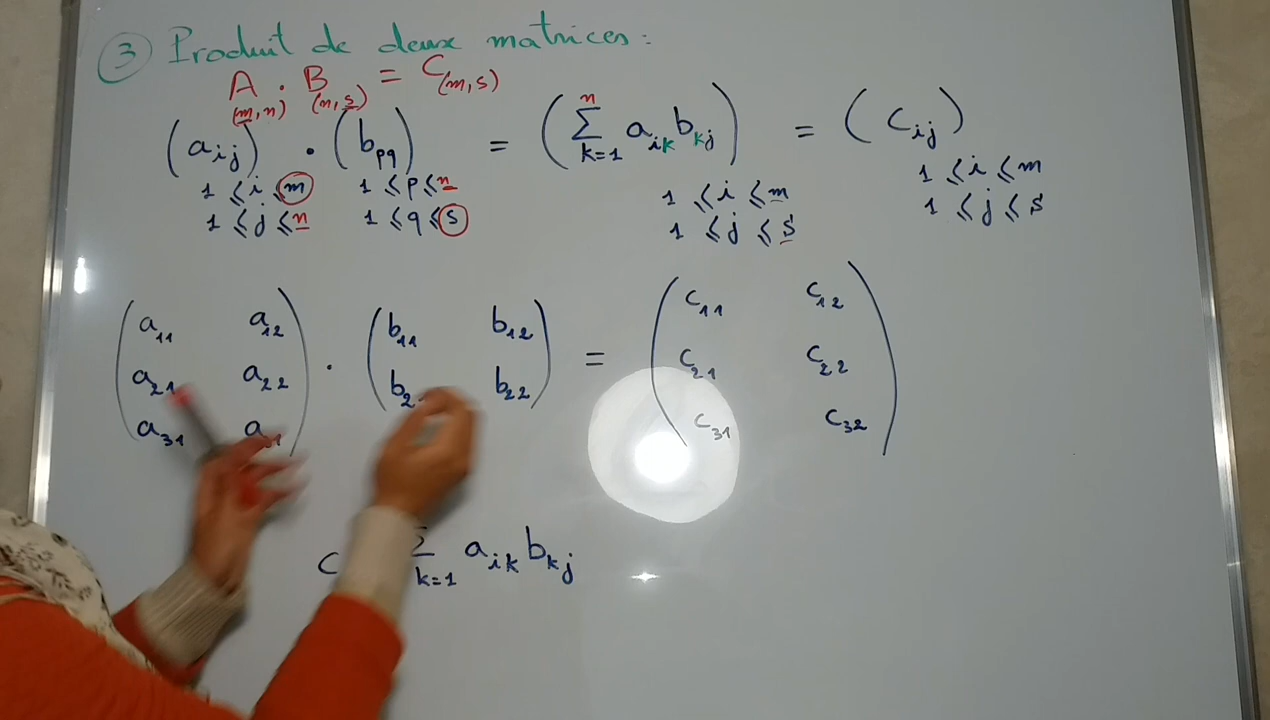 ③ Produit de deux matrices :
A . B = C(m,s)
(m,n) (n,s)
(aij) . (bpq) = (∑ aik bkj) = (cij)
n
k=1
1 ≤ i ≤ m 1 ≤ p ≤ n 1 ≤ i ≤ m 1 ≤ i ≤ m
1 ≤ j ≤ n 1 ≤ q ≤ s 1 ≤ j ≤ s 1 ≤ j ≤ s
a11 a12 b11 b12 c11 c12
a21 a22 . b2 b22 = c21 c22
a31 a c31 c32
c ∑ aik bkj
k=1